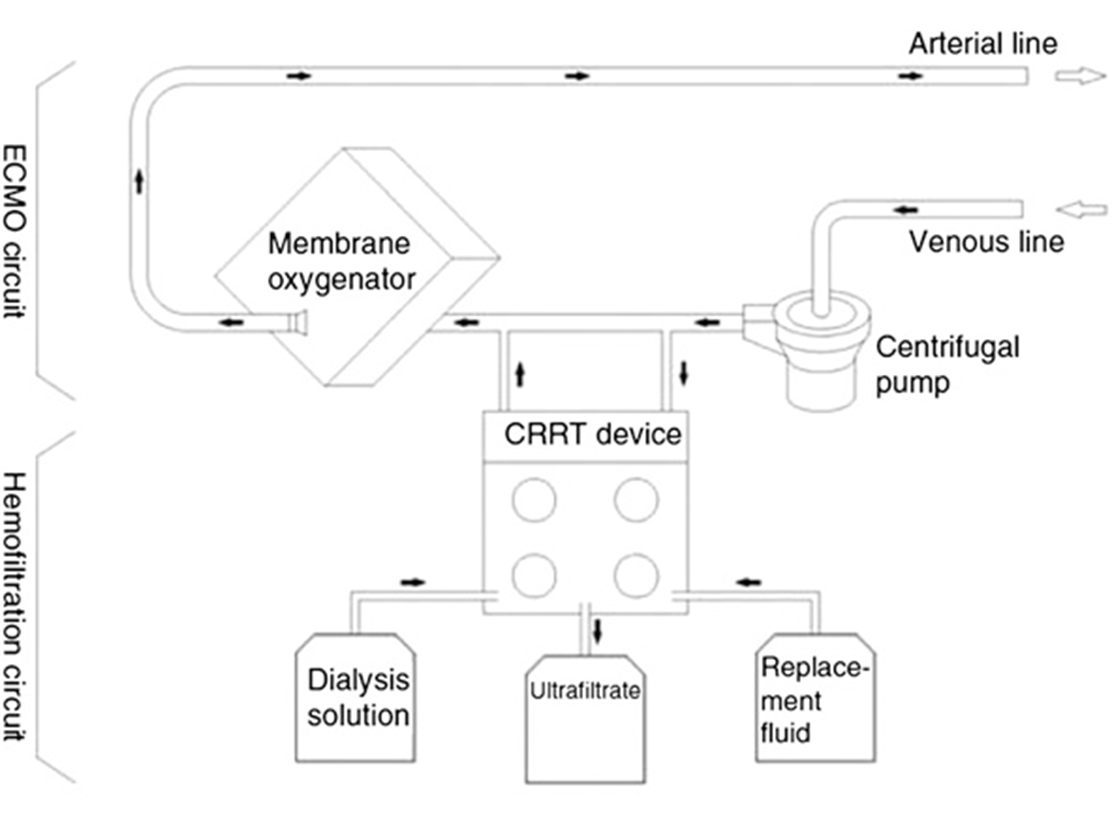 Arterial line
ECMO circuit
Membrane
oxygenator
Venous line
Centrifugal
pump
CRRT device
Hemofiltration circuit
Dialysis
solution
Ultrafiltrate
Replace-
ment
fluid